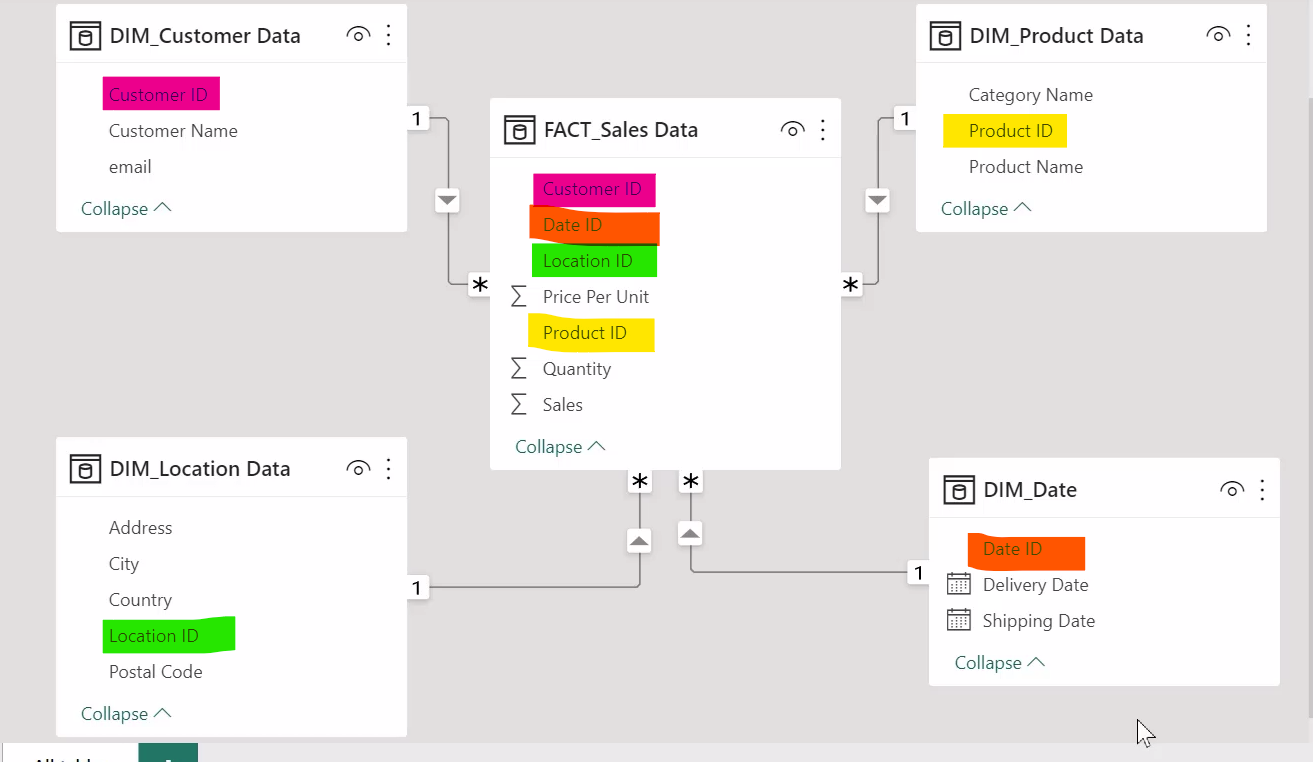 DIM_Customer Data
Customer ID
Customer Name
email
Collapse
1
*
FACT_Sales Data
Customer ID
Date ID
Location ID
Price Per Unit
Product ID
Quantity
Sales
Collapse
*
*
DIM_Product Data
Category Name
Product ID
Product Name
Collapse
1
*
DIM_Location Data
Address
City
Country
Location ID
Postal Code
Collapse
1
DIM_Date
Date ID
Delivery Date
Shipping Date
Collapse
1